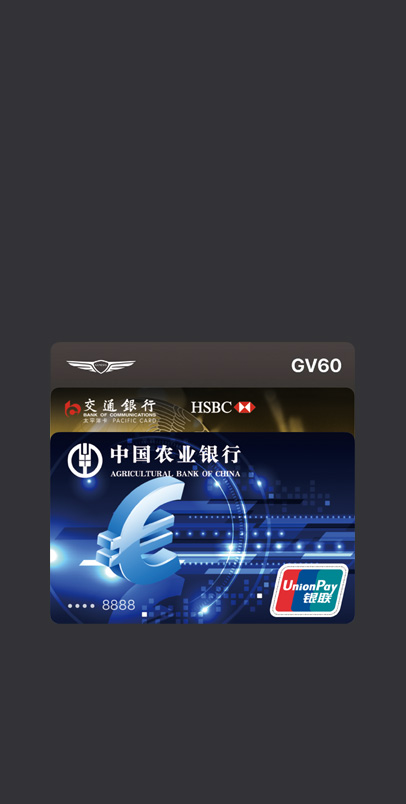 GV60
交通銀行
BANK OF COMMUNICATIONS
太平洋卡 PACIFIC CARD
HSBC
中国农业银行
AGRICULTURAL BANK OF CHINA
€
•••• 8888
UnionPay
银联